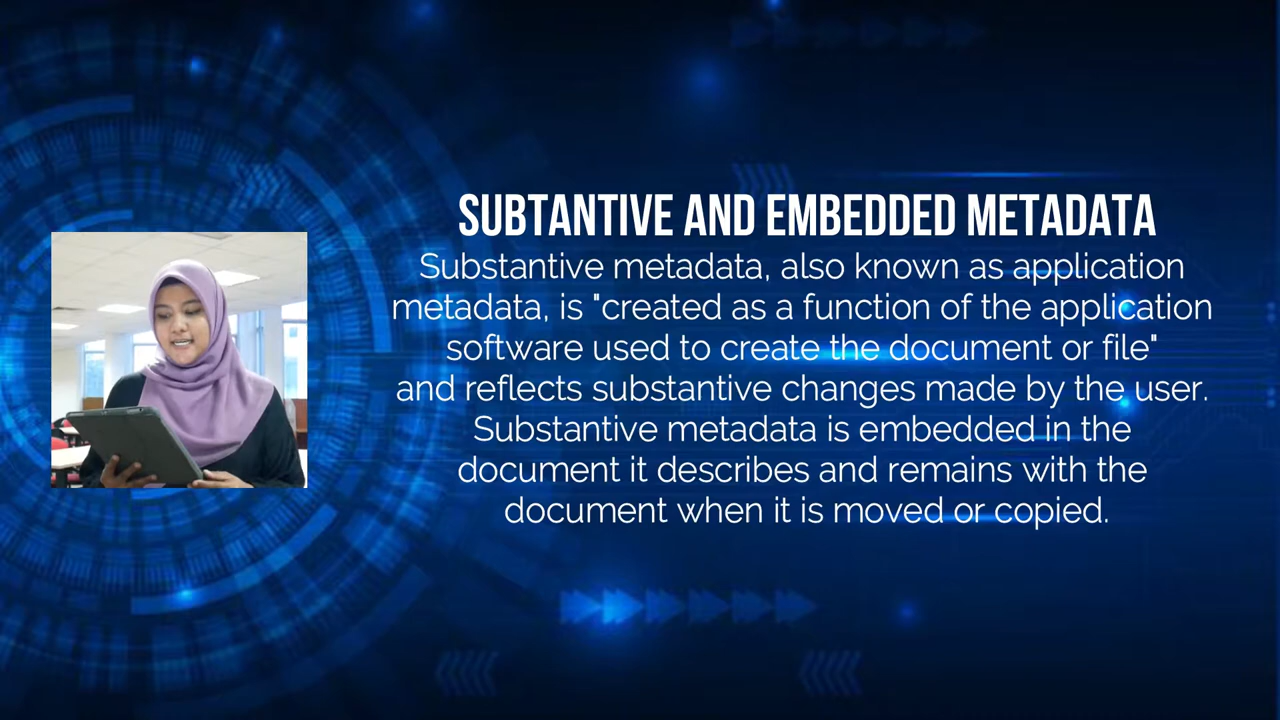 SUBTANTIVE AND EMBEDDED METADATA
Substantive metadata, also known as application
metadata, is "created as a function of the application
software used to create the document or file"
and reflects substantive changes made by the user.
Substantive metadata is embedded in the
document it describes and remains with the
document when it is moved or copied.